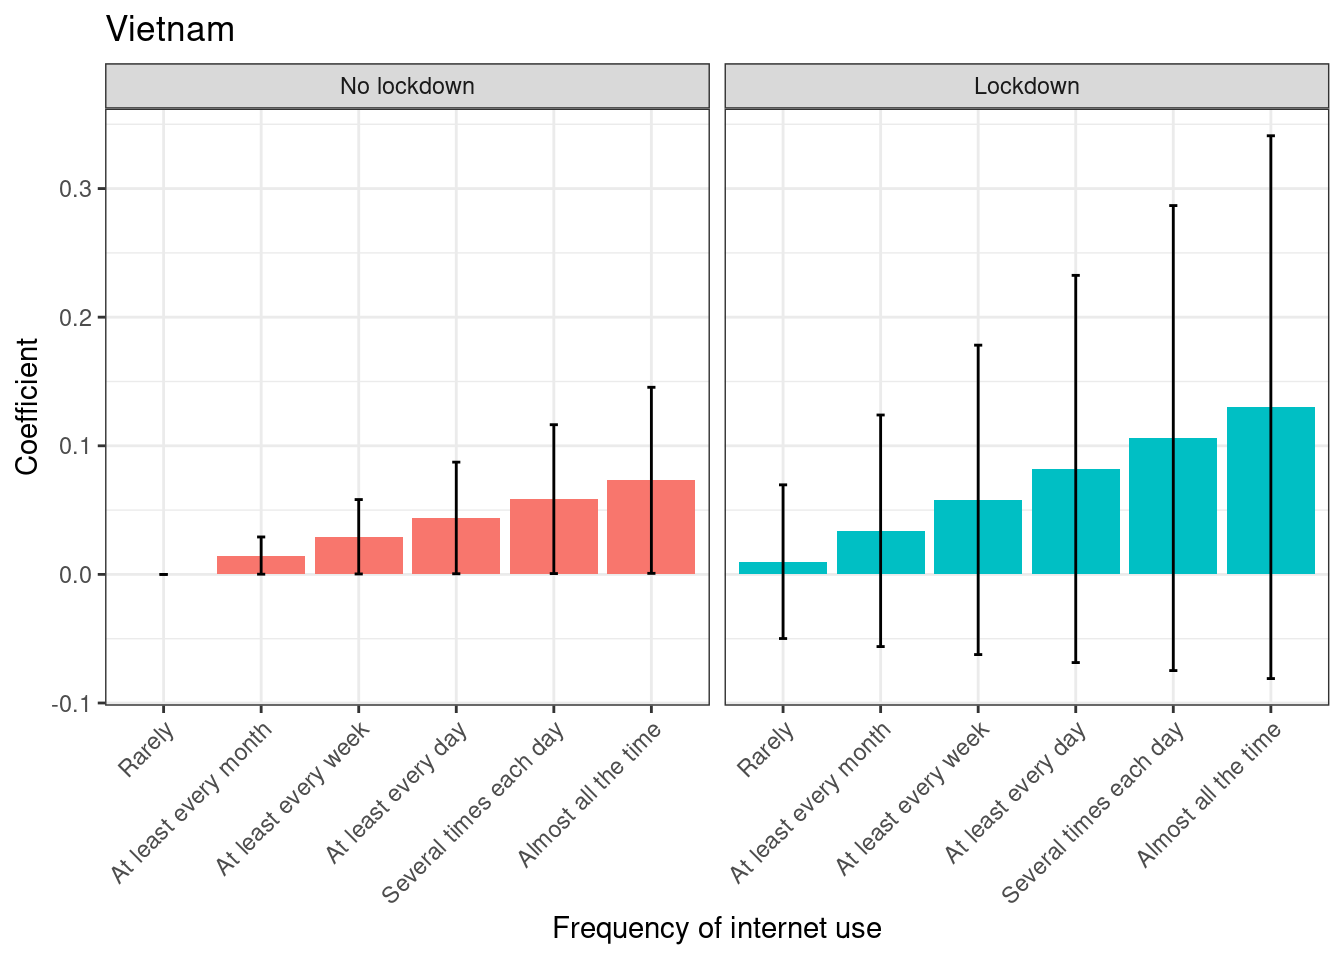 Vietnam
No lockdown
Lockdown
Coefficient
0.3
0.2
0.1
0.0
-0.1
Rarely
At least every month
At least every week
At least every day
Several times each day
Almost all the time
Rarely
At least every month
At least every week
At least every day
Several times each day
Almost all the time
Frequency of internet use